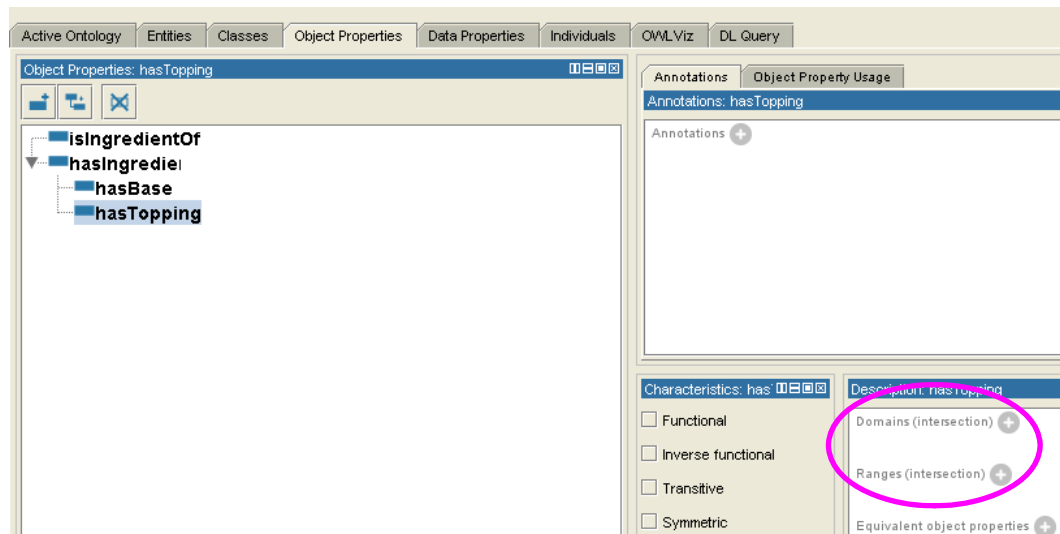 Active Ontology Entities Classes Object Properties Data Properties Individuals OWLViz DL Query
Object Properties: hasTopping
isIngredientOf
hasIngredie
hasBase
hasTopping
Annotations Object Property Usage
Annotations: hasTopping
Annotations
Characteristics: has
Functional
Inverse functional
Transitive
Symmetric
Description: hasTopping
Domains (intersection)
Ranges (intersection)
Equivalent object properties